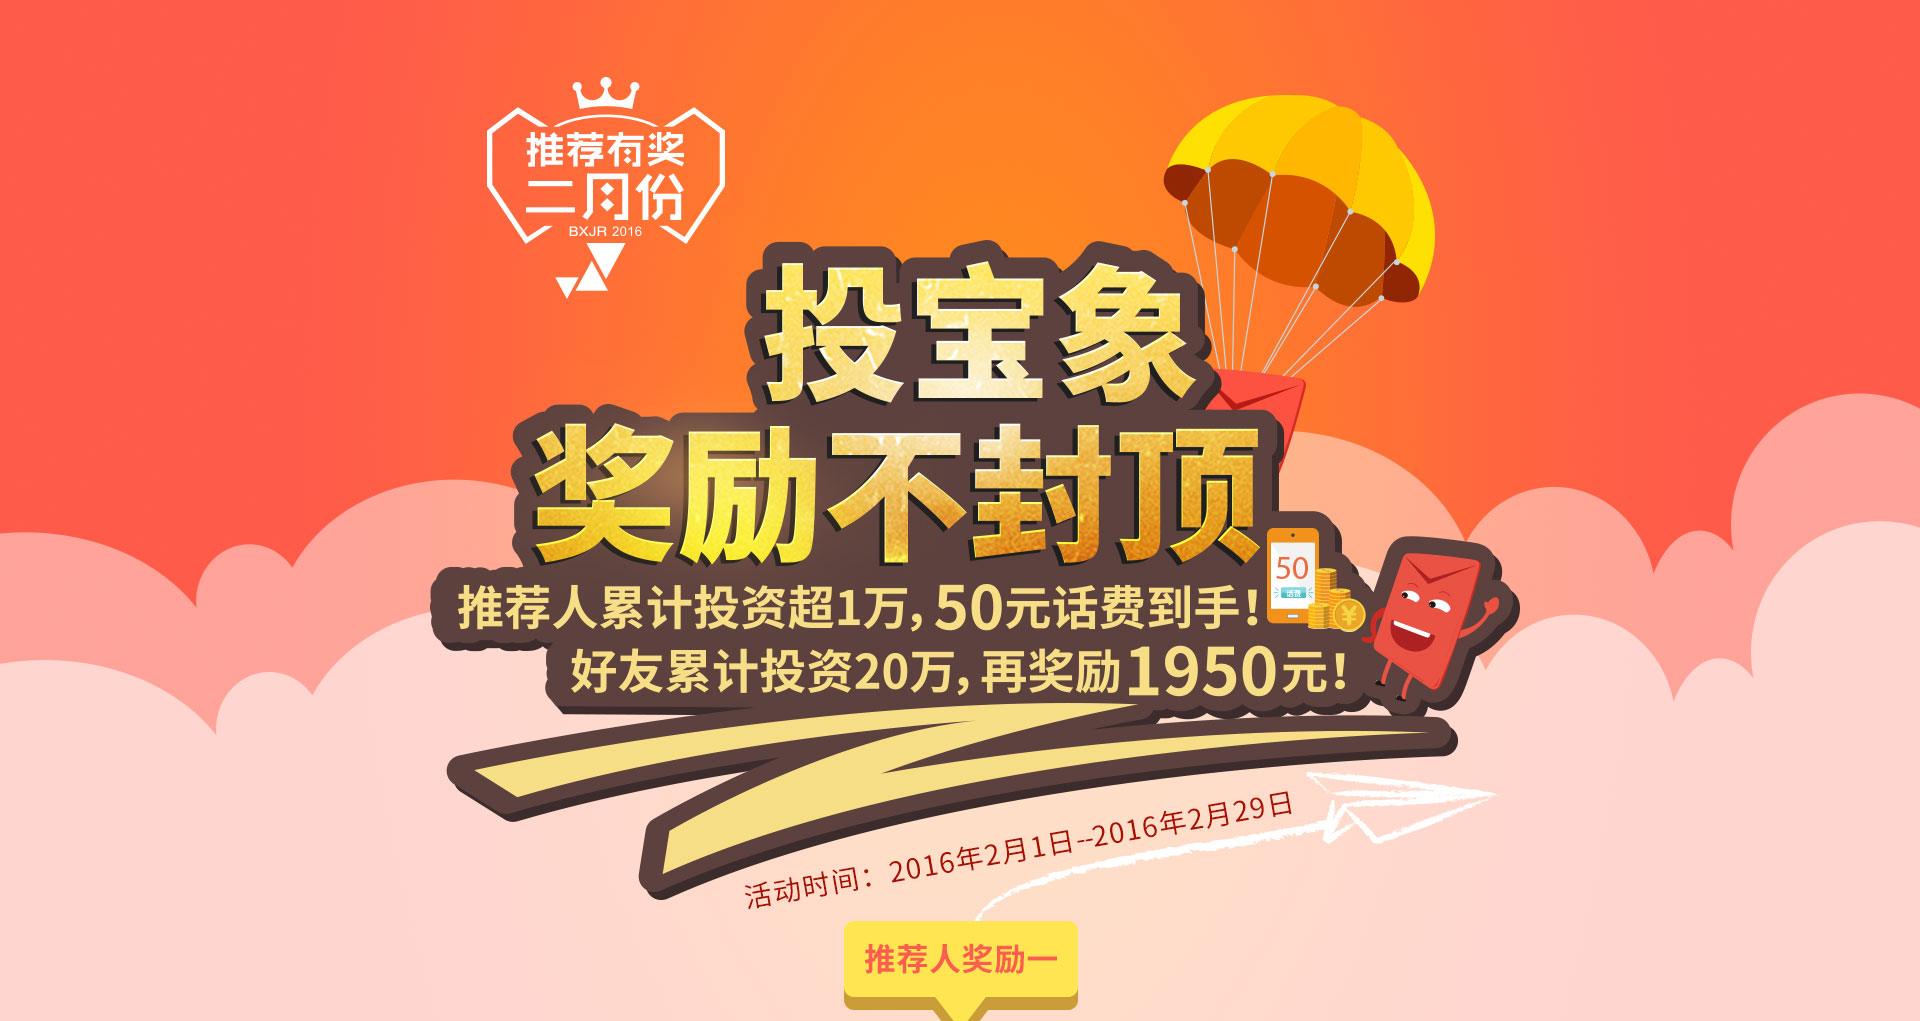 推荐有奖
二月份
BXJR 2016
投宝象
奖励不封顶
50
话费
¥
推荐人累计投资超1万，50元话费到手！
好友累计投资20万，再奖励1950元！
活动时间：2016年2月1日--2016年2月29日
推荐人奖励一